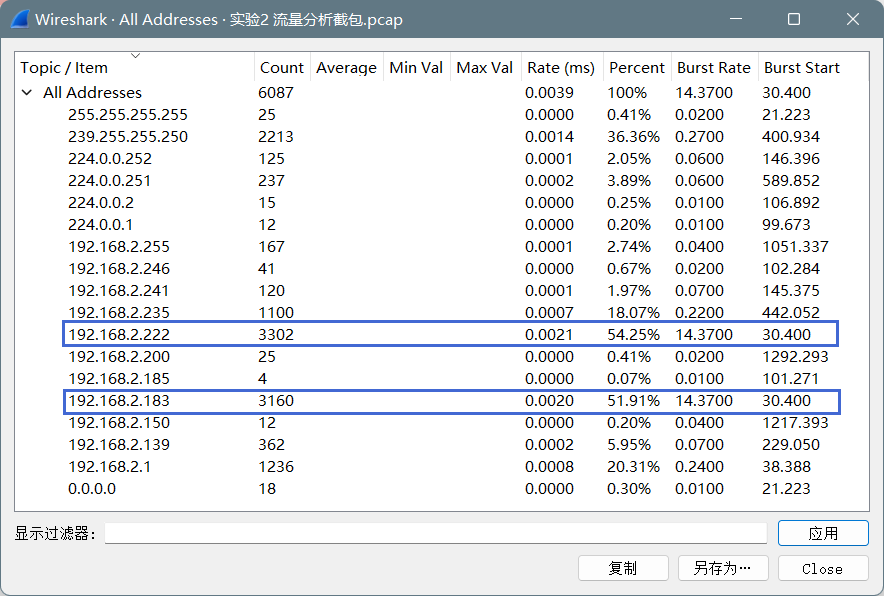 Wireshark · All Addresses · 实验2 流量分析截包.pcap
Topic / Item Count Average Min Val Max Val Rate (ms) Percent Burst Rate Burst Start
All Addresses 6087 0.0039 100% 14.3700 30.400
255.255.255.255 25 0.0000 0.41% 0.0200 21.223
239.255.255.250 2213 0.0014 36.36% 0.2700 400.934
224.0.0.252 125 0.0001 2.05% 0.0600 146.396
224.0.0.251 237 0.0002 3.89% 0.0600 589.852
224.0.0.2 15 0.0000 0.25% 0.0100 106.892
224.0.0.1 12 0.0000 0.20% 0.0100 99.673
192.168.2.255 167 0.0001 2.74% 0.0400 1051.337
192.168.2.246 41 0.0000 0.67% 0.0200 102.284
192.168.2.241 120 0.0001 1.97% 0.0700 145.375
192.168.2.235 1100 0.0007 18.07% 0.2200 442.052
192.168.2.222 3302 0.0021 54.25% 14.3700 30.400
192.168.2.200 25 0.0000 0.41% 0.0200 1292.293
192.168.2.185 4 0.0000 0.07% 0.0100 101.271
192.168.2.183 3160 0.0020 51.91% 14.3700 30.400
192.168.2.150 12 0.0000 0.20% 0.0400 1217.393
192.168.2.139 362 0.0002 5.95% 0.0700 229.050
192.168.2.1 1236 0.0008 20.31% 0.2400 38.388
0.0.0.0 18 0.0000 0.30% 0.0100 21.223
显示过滤器： 应用
复制 另存为… Close